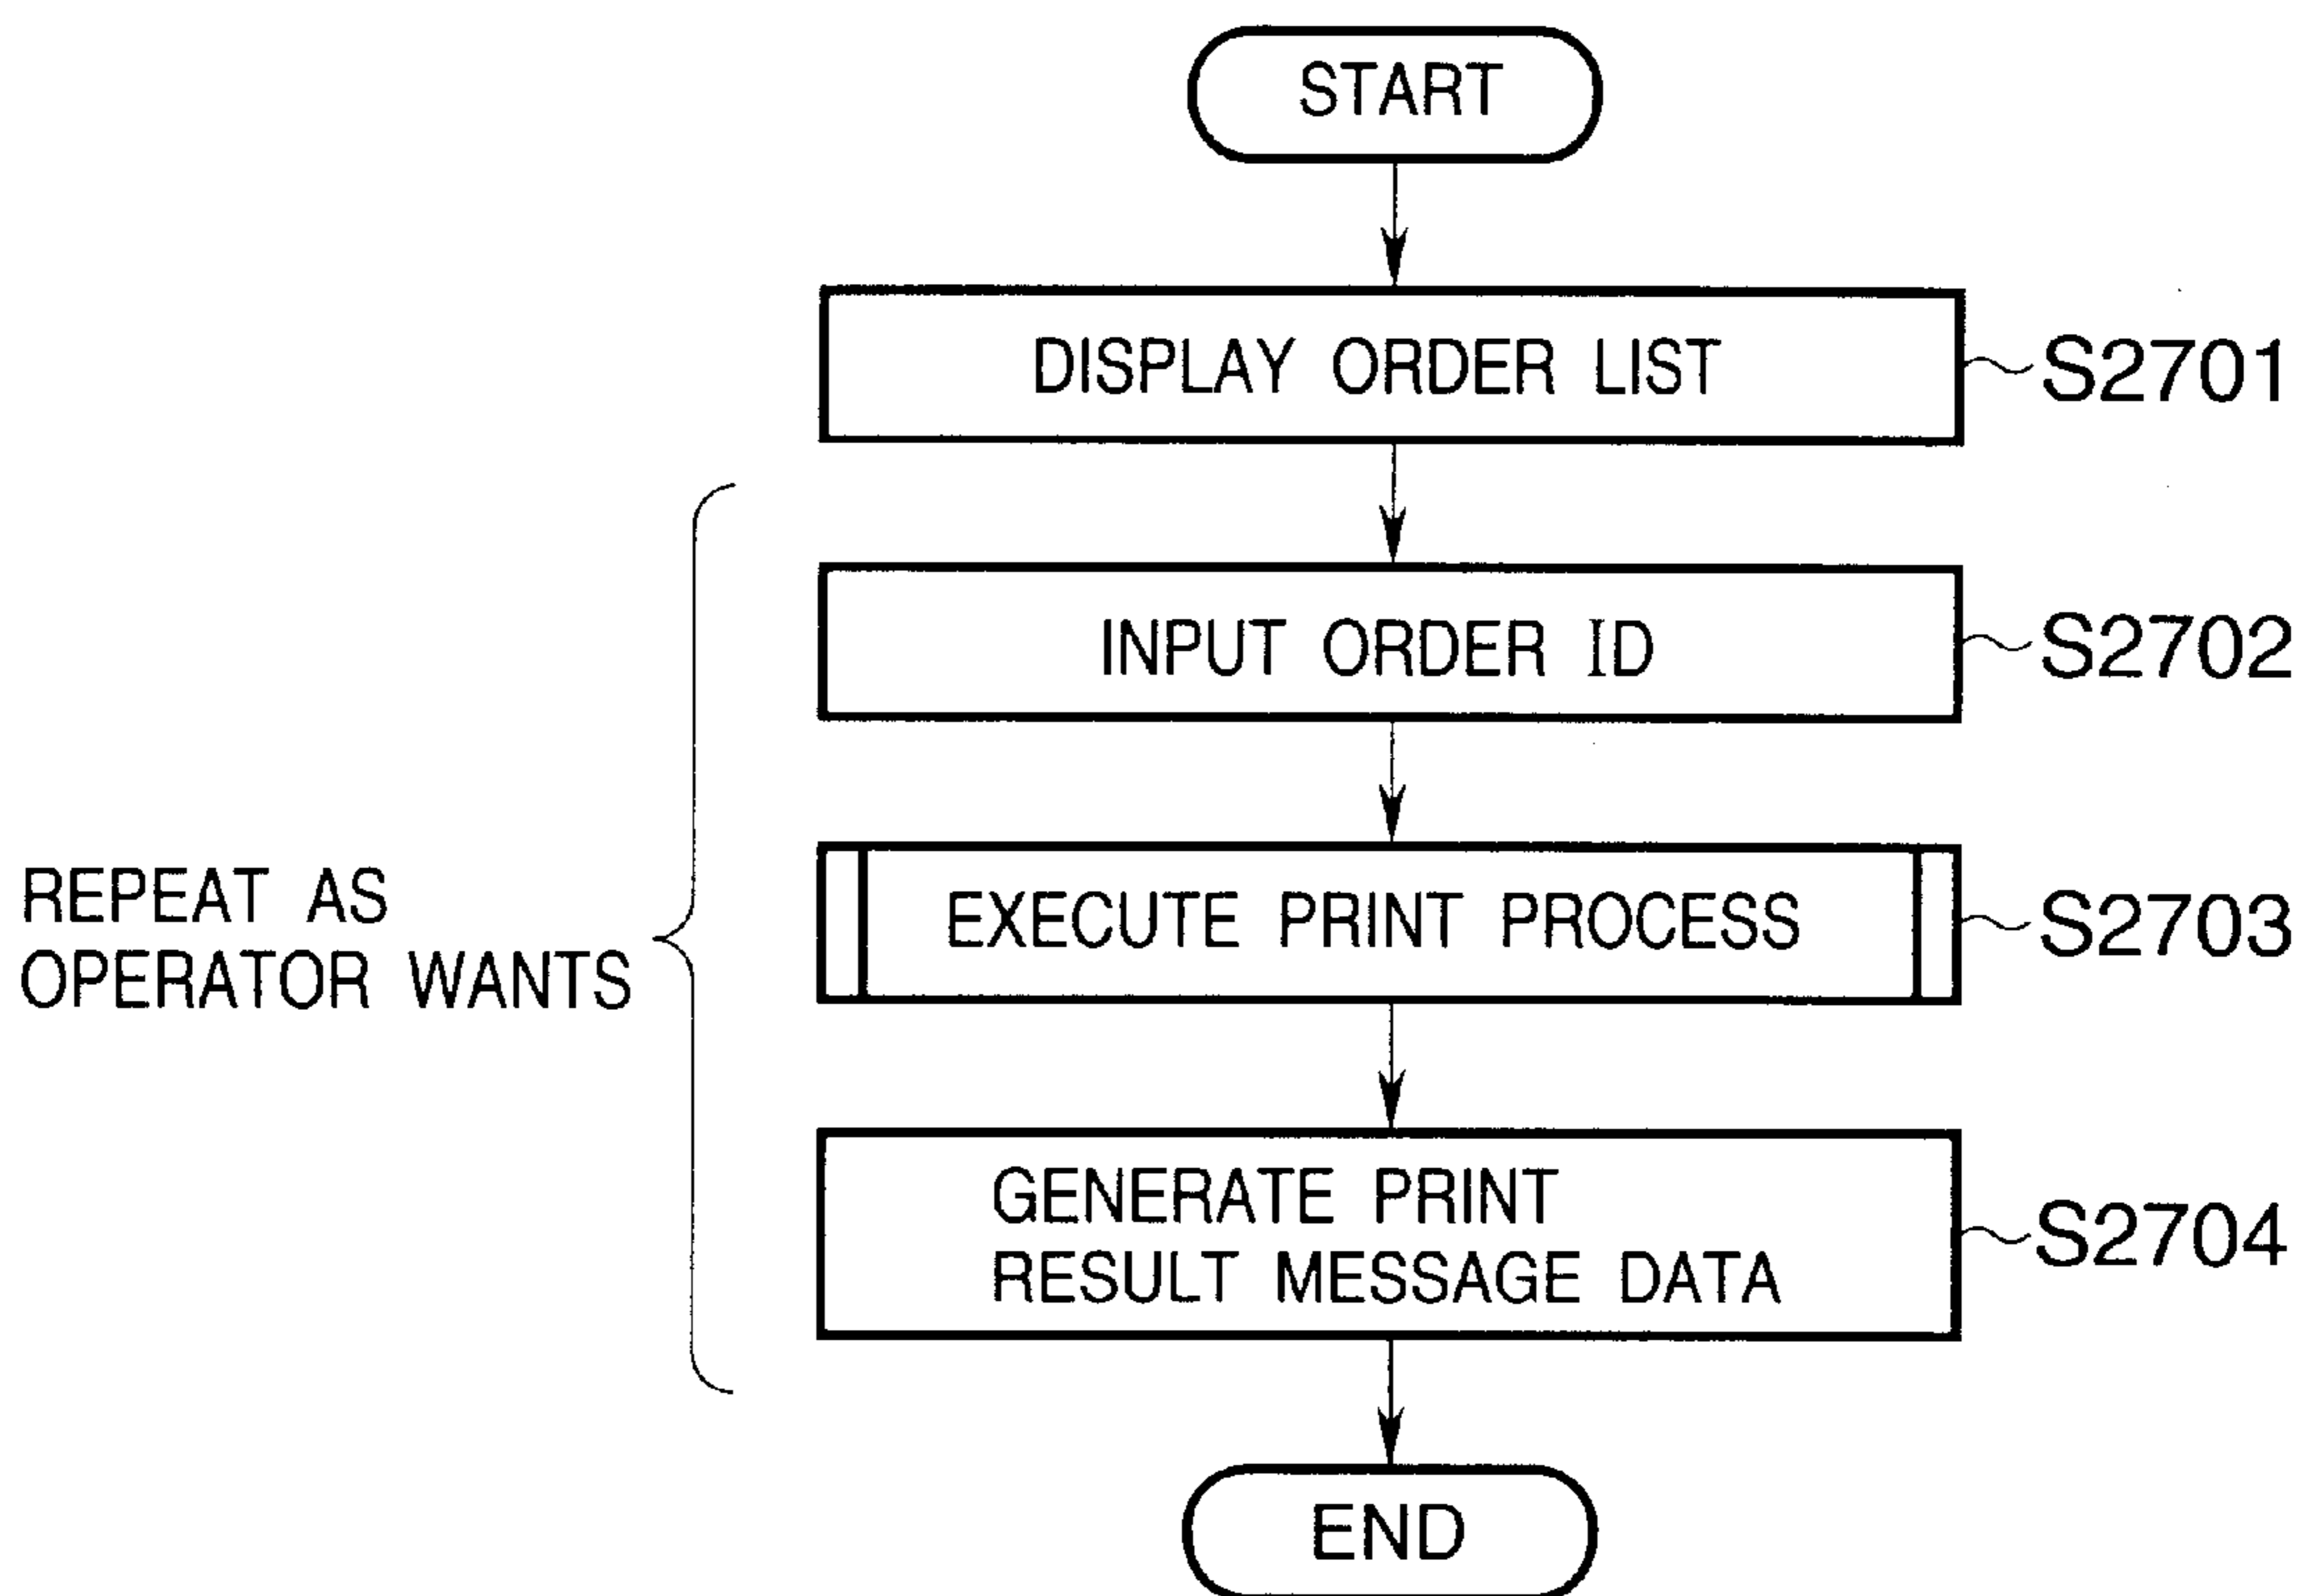 START
DISPLAY ORDER LIST
S2701
INPUT ORDER ID
S2702
REPEAT AS
OPERATOR WANTS
EXECUTE PRINT PROCESS
S2703
GENERATE PRINT
RESULT MESSAGE DATA
S2704
END